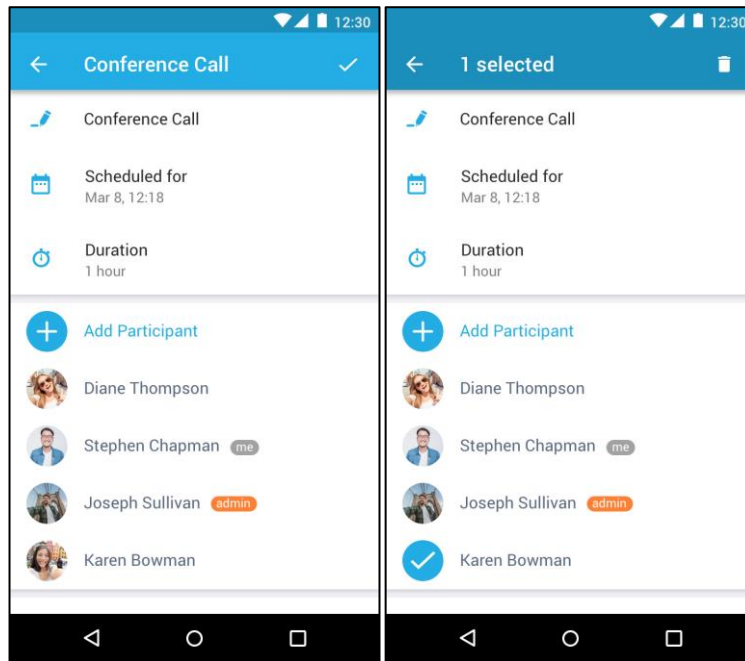 12:30
Conference Call
Conference Call
Scheduled for
Mar 8, 12:18
Duration
1 hour
Add Participant
Diane Thompson
Stephen Chapman me
Joseph Sullivan admin
Karen Bowman
12:30
1 selected
Conference Call
Scheduled for
Mar 8, 12:18
Duration
1 hour
Add Participant
Diane Thompson
Stephen Chapman me
Joseph Sullivan admin
Karen Bowman